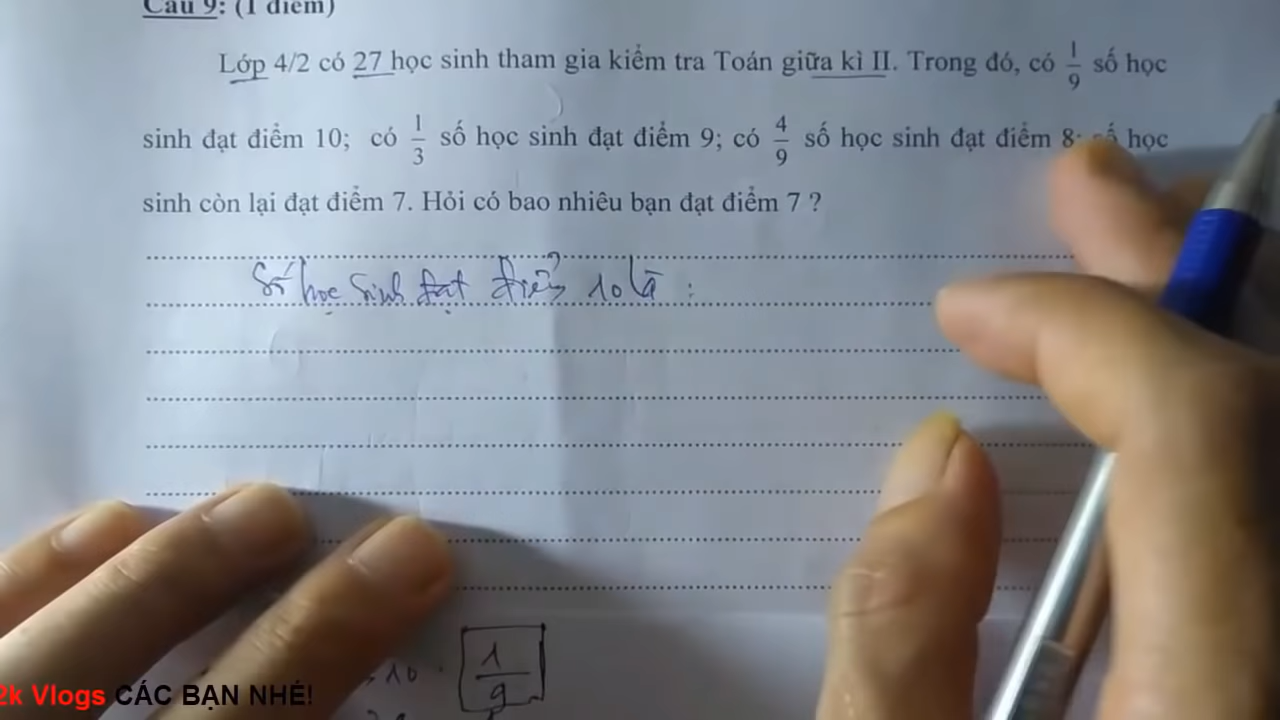 Câu 9: (1 điểm)
Lớp 4/2 có 27 học sinh tham gia kiểm tra Toán giữa kì II. Trong đó, có 1/9 số học
sinh đạt điểm 10; có 1/3 số học sinh đạt điểm 9; có 4/9 số học sinh đạt điểm 8; số học
sinh còn lại đạt điểm 7. Hỏi có bao nhiêu bạn đạt điểm 7 ?
Số học sinh đạt điểm 10 là :
10 . 1/9
2k Vlogs CÁC BẠN NHÉ!